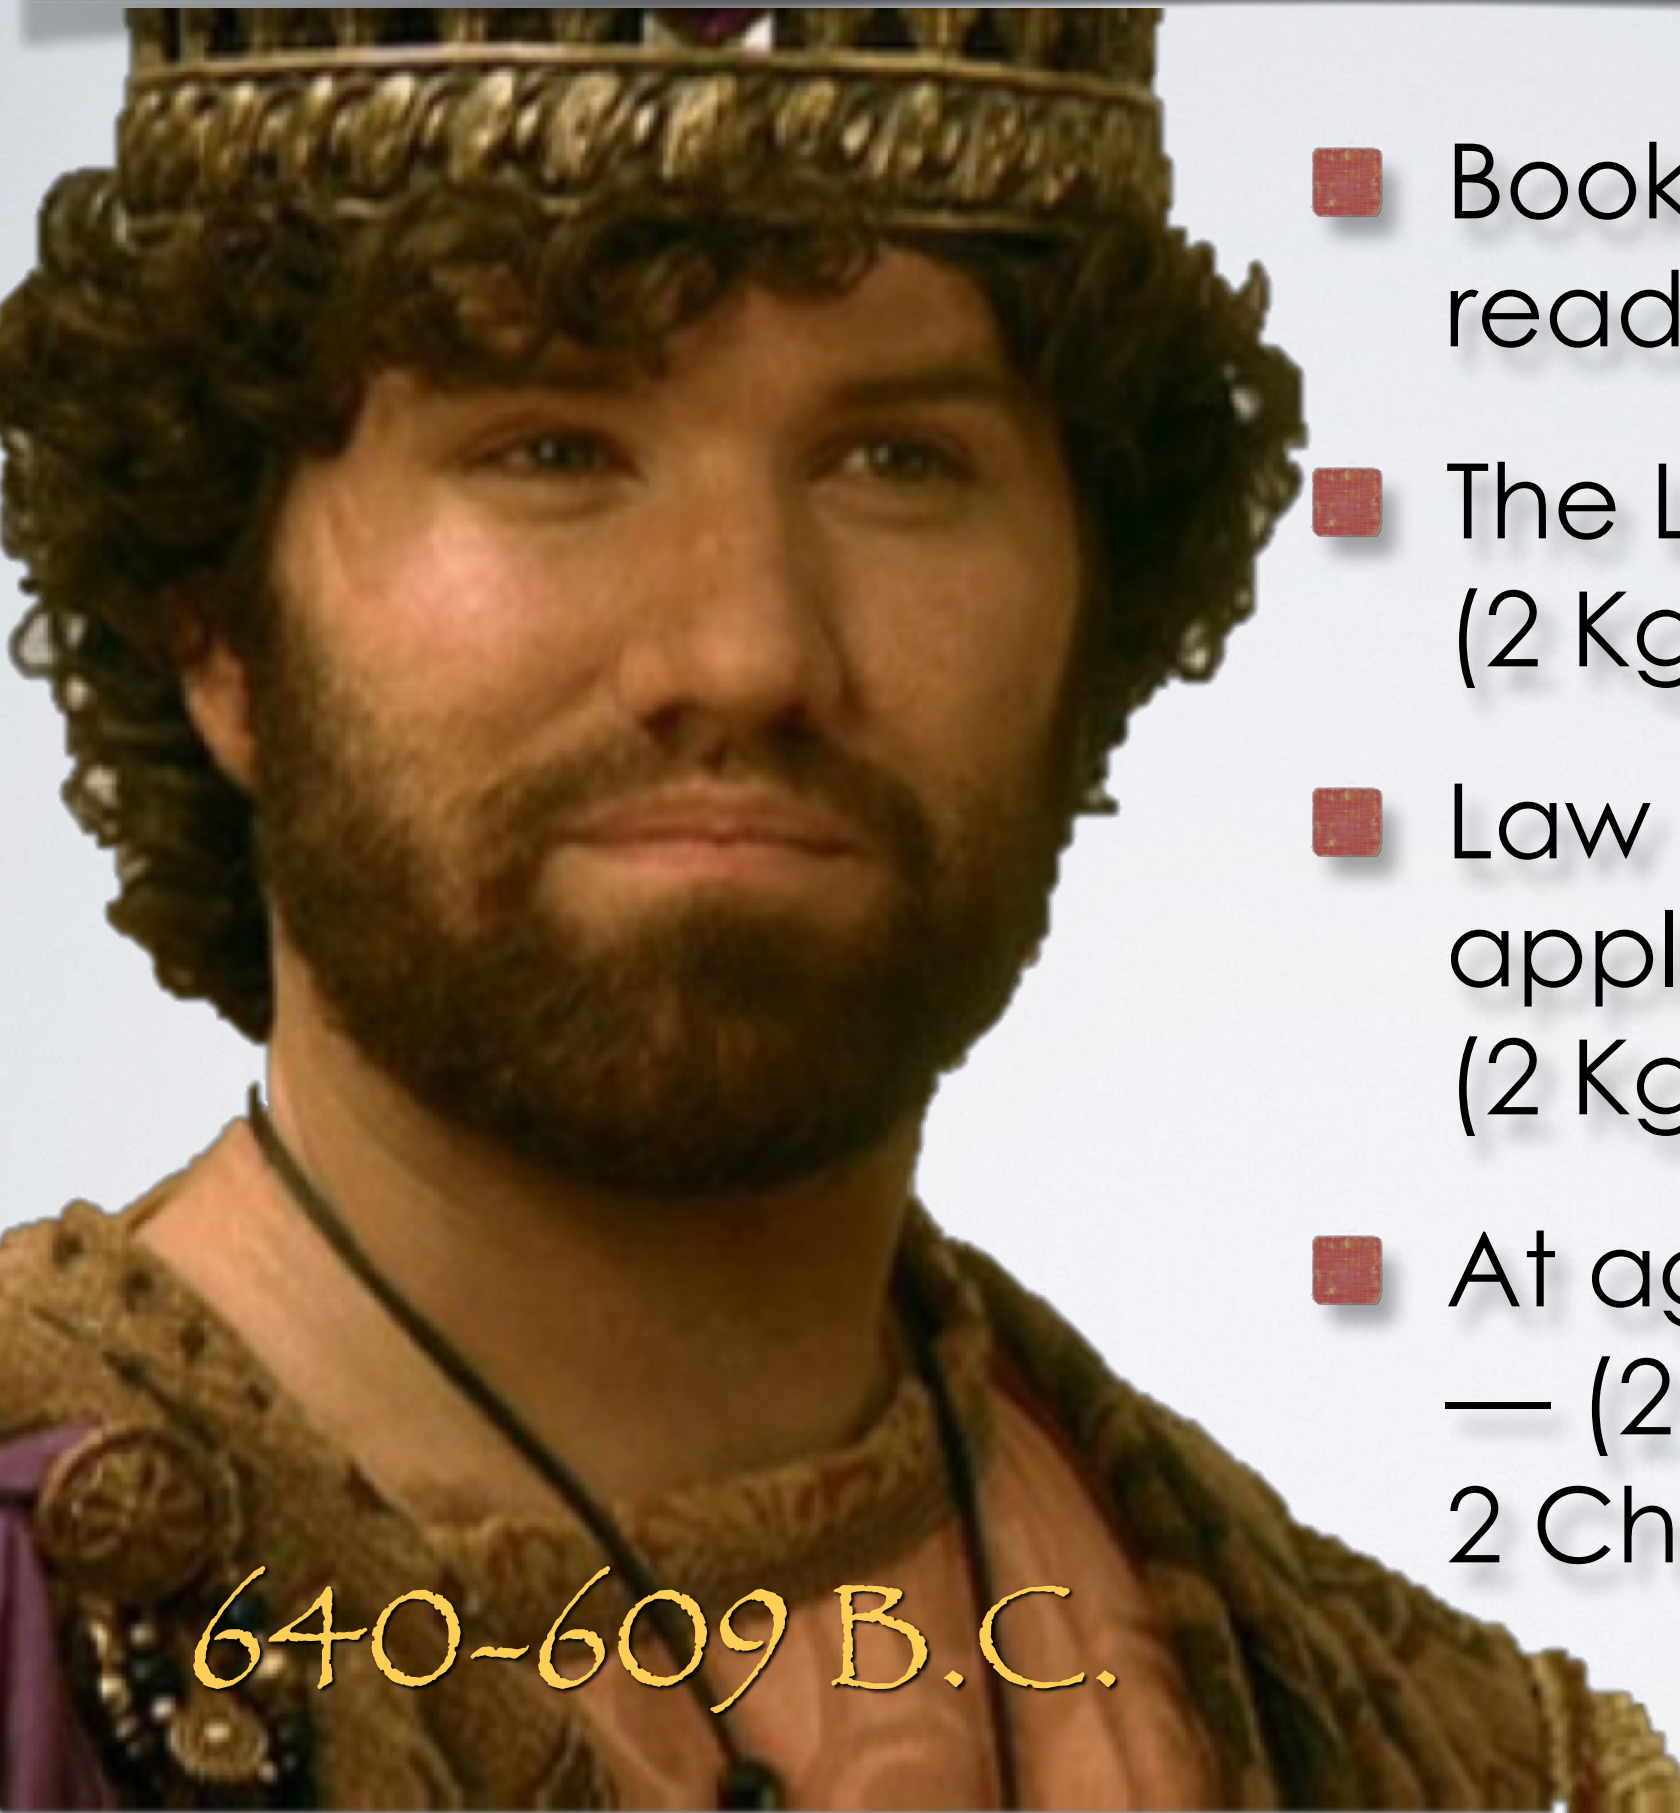 Book
read
The L
(2 Kg
Law
appl
(2 Kg
At ag
— (2
2 Ch
640-609 B.C.